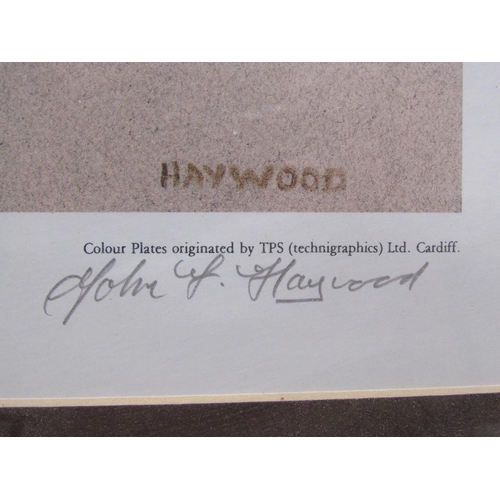 HAYWOOD
Colour Plates originated by TPS (technigraphics) Ltd. Cardiff.
John F. Haywood